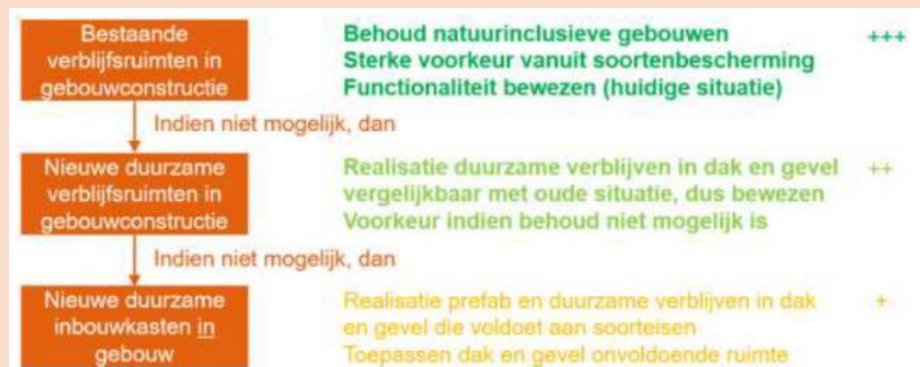 Bestaande
verblijfsruimten in
gebouwconstructie
Behoud natuurinclusieve gebouwen
Sterke voorkeur vanuit soortenbescherming
Functionaliteit bewezen (huidige situatie)
+++
Indien niet mogelijk, dan
Nieuwe duurzame
verblijfsruimten in
gebouwconstructie
Realisatie duurzame verblijven in dak en gevel
vergelijkbaar met oude situatie, dus bewezen
Voorkeur indien behoud niet mogelijk is
++
Indien niet mogelijk, dan
Nieuwe duurzame
inbouwkasten in
gebouw
Realisatie prefab en duurzame verblijven in dak
en gevel die voldoet aan soorteisen
Toepassen dak en gevel onvoldoende ruimte
+